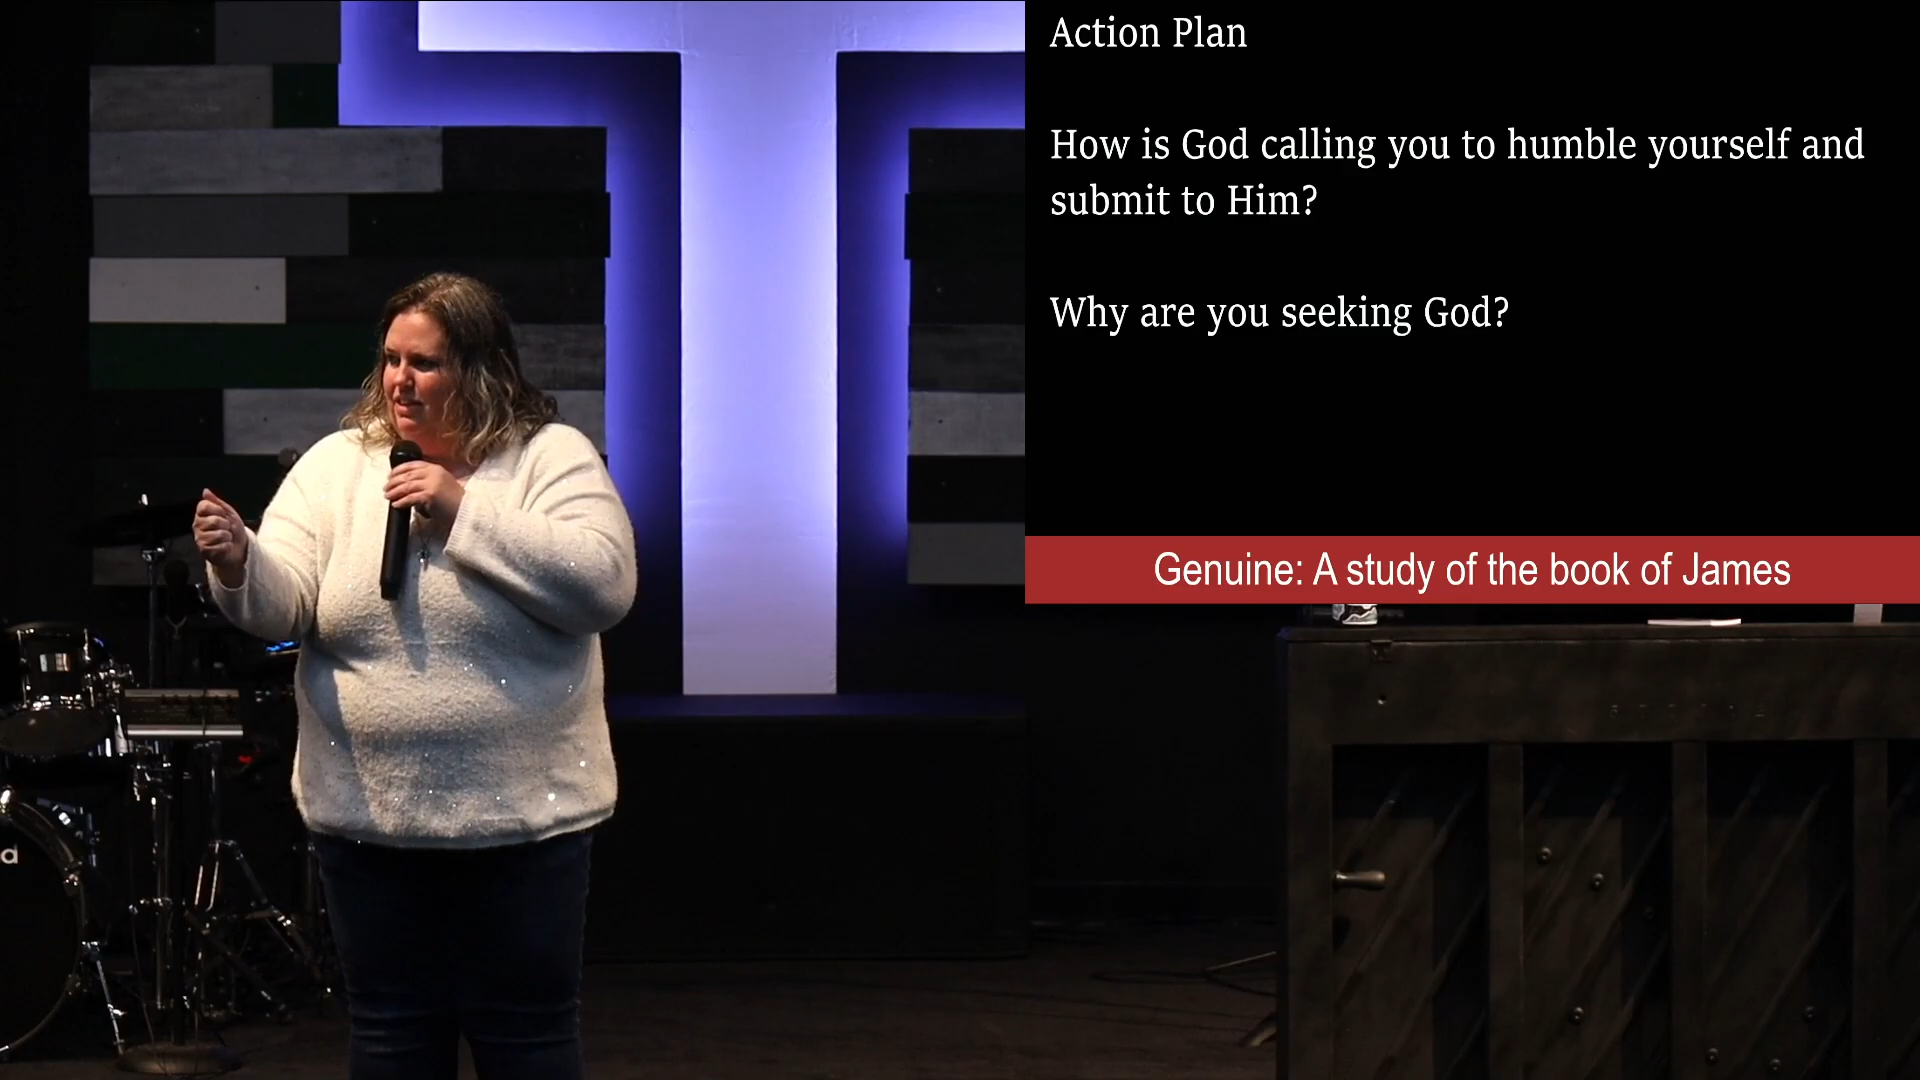 Action Plan
How is God calling you to humble yourself and
submit to Him?
Why are you seeking God?
Genuine: A study of the book of James